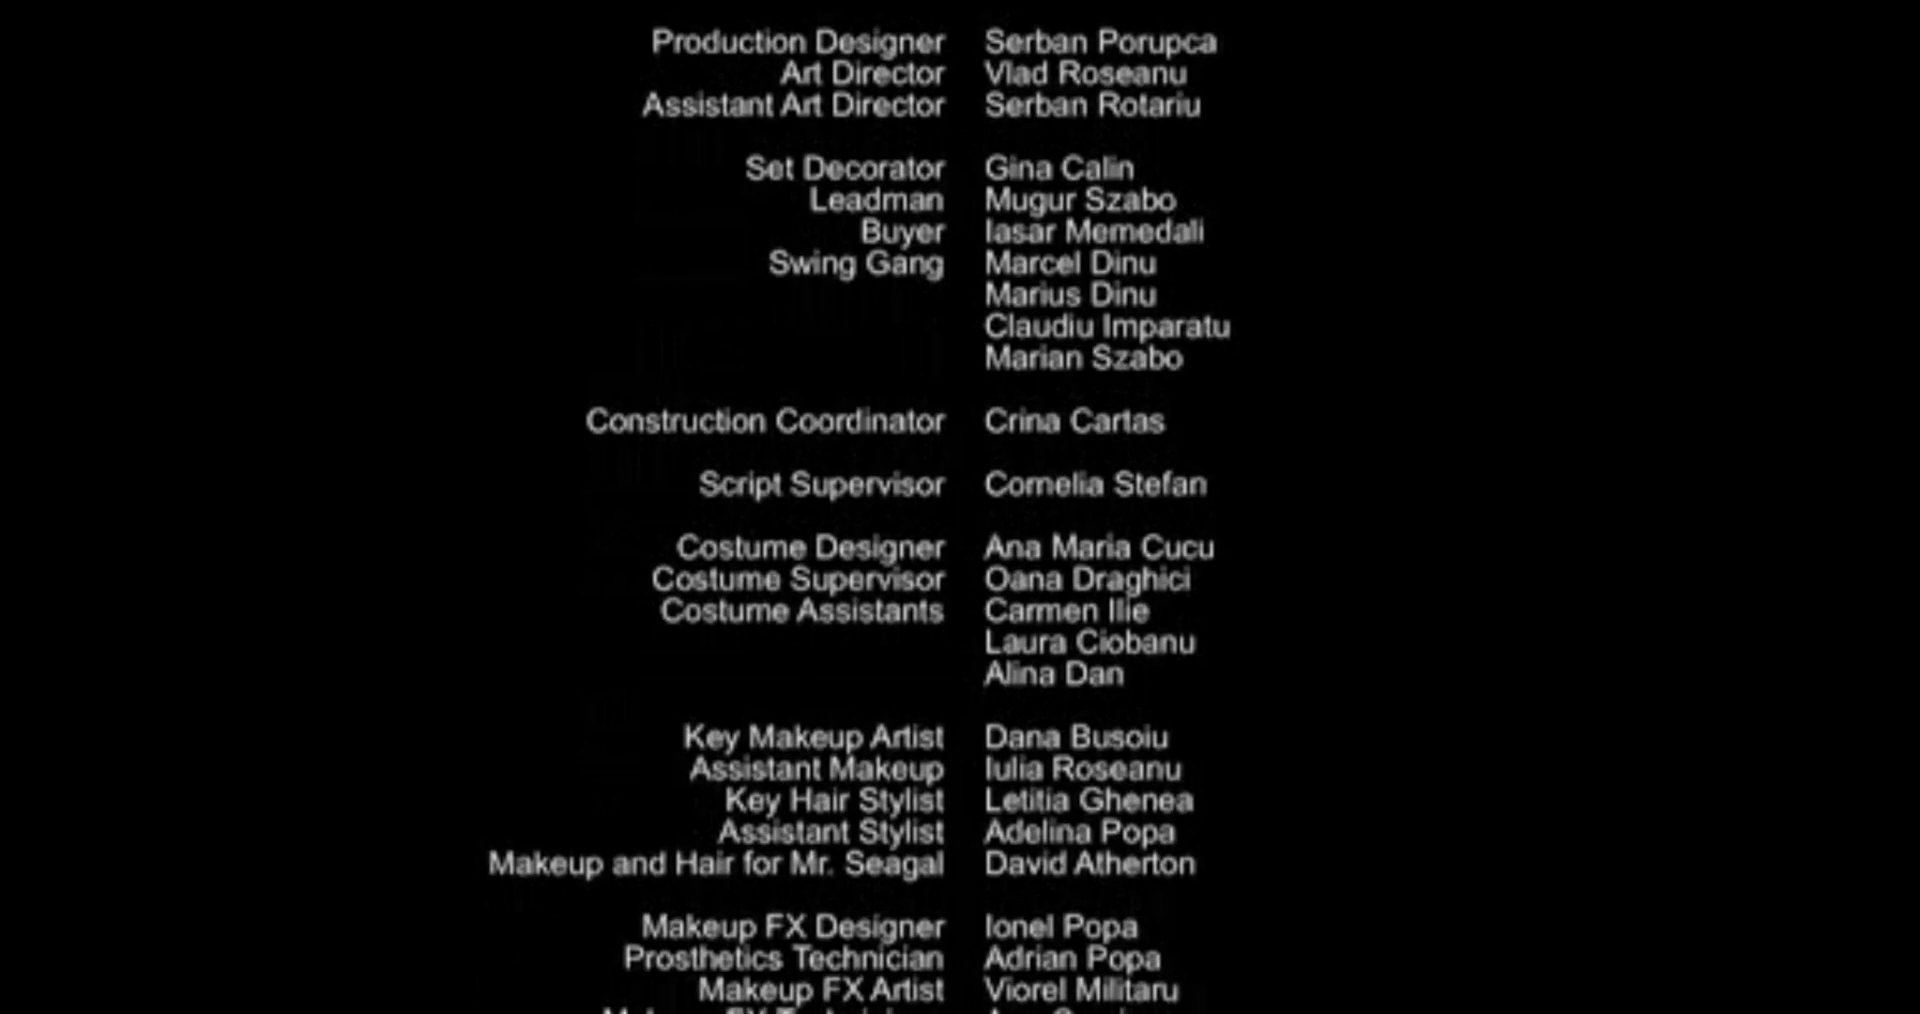 Production Designer Serban Porupca
Art Director Vlad Roseanu
Assistant Art Director Serban Rotariu
Set Decorator Gina Calin
Leadman Mugur Szabo
Buyer Iasar Memedali
Swing Gang Marcel Dinu
Marius Dinu
Claudiu Imparatu
Marian Szabo
Construction Coordinator Crina Cartas
Script Supervisor Cornelia Stefan
Costume Designer Ana Maria Cucu
Costume Supervisor Oana Draghici
Costume Assistants Carmen Ilie
Laura Ciobanu
Alina Dan
Key Makeup Artist Dana Busoiu
Assistant Makeup Iulia Roseanu
Key Hair Stylist Letitia Ghenea
Assistant Stylist Adelina Popa
Makeup and Hair for Mr. Seagal David Atherton
Makeup FX Designer Ionel Popa
Prosthetics Technician Adrian Popa
Makeup FX Artist Viorel Militaru